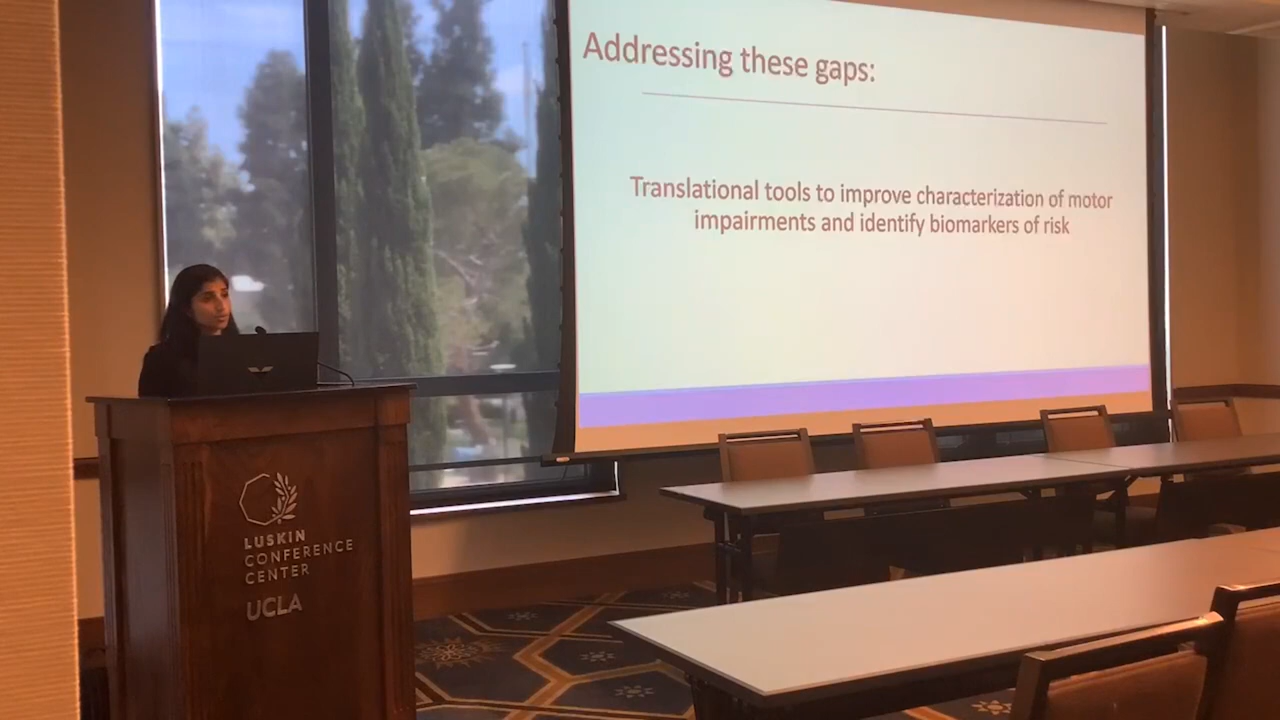 Addressing these gaps:
Translational tools to improve characterization of motor
impairments and identify biomarkers of risk
LUSKIN
CONFERENCE
CENTER
UCLA